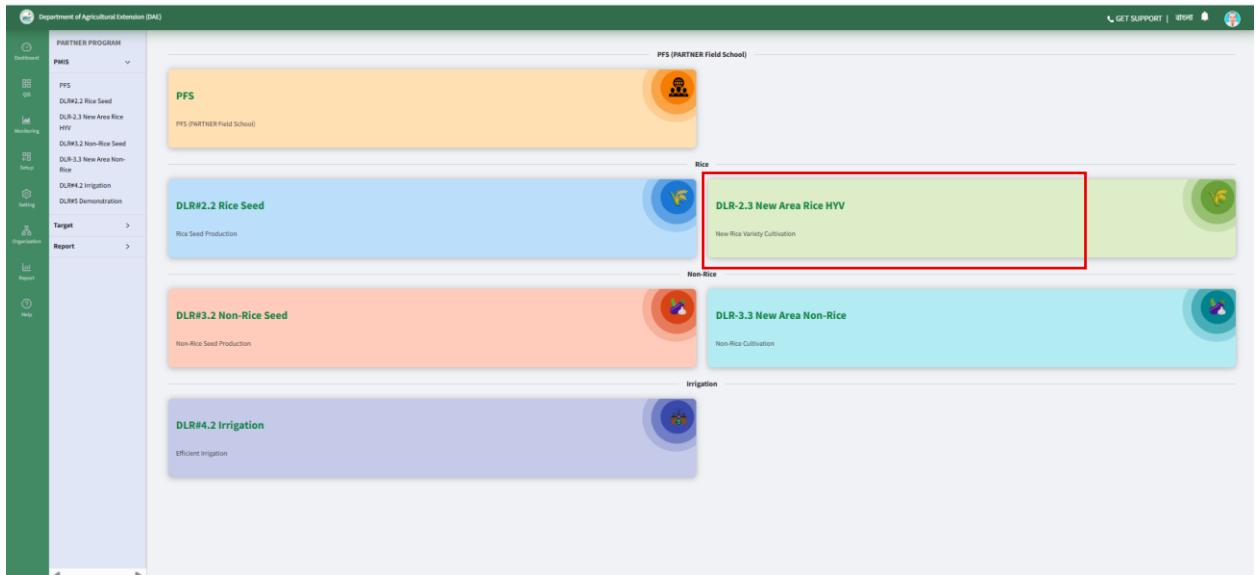 Department of Agricultural Extension (DAE)
GET SUPPORT | বাংলা
Dashboard
QIS
Monitoring
Setup
Setting
Organization
Report
Help
PARTNER PROGRAM
PMIS
PFS
DLR#2.2 Rice Seed
DLR-2.3 New Area Rice
HYV
DLR#3.2 Non-Rice Seed
DLR-3.3 New Area Non-
Rice
DLR#4.2 Irrigation
DLR#5 Demonstration
Target
Report
PFS (PARTNER Field School)
PFS
PFS (PARTNER Field School)
Rice
DLR#2.2 Rice Seed
Rice Seed Production
DLR-2.3 New Area Rice HYV
New Rice Variety Cultivation
Non-Rice
DLR#3.2 Non-Rice Seed
Non-Rice Seed Production
DLR-3.3 New Area Non-Rice
Non-Rice Cultivation
Irrigation
DLR#4.2 Irrigation
Efficient Irrigation